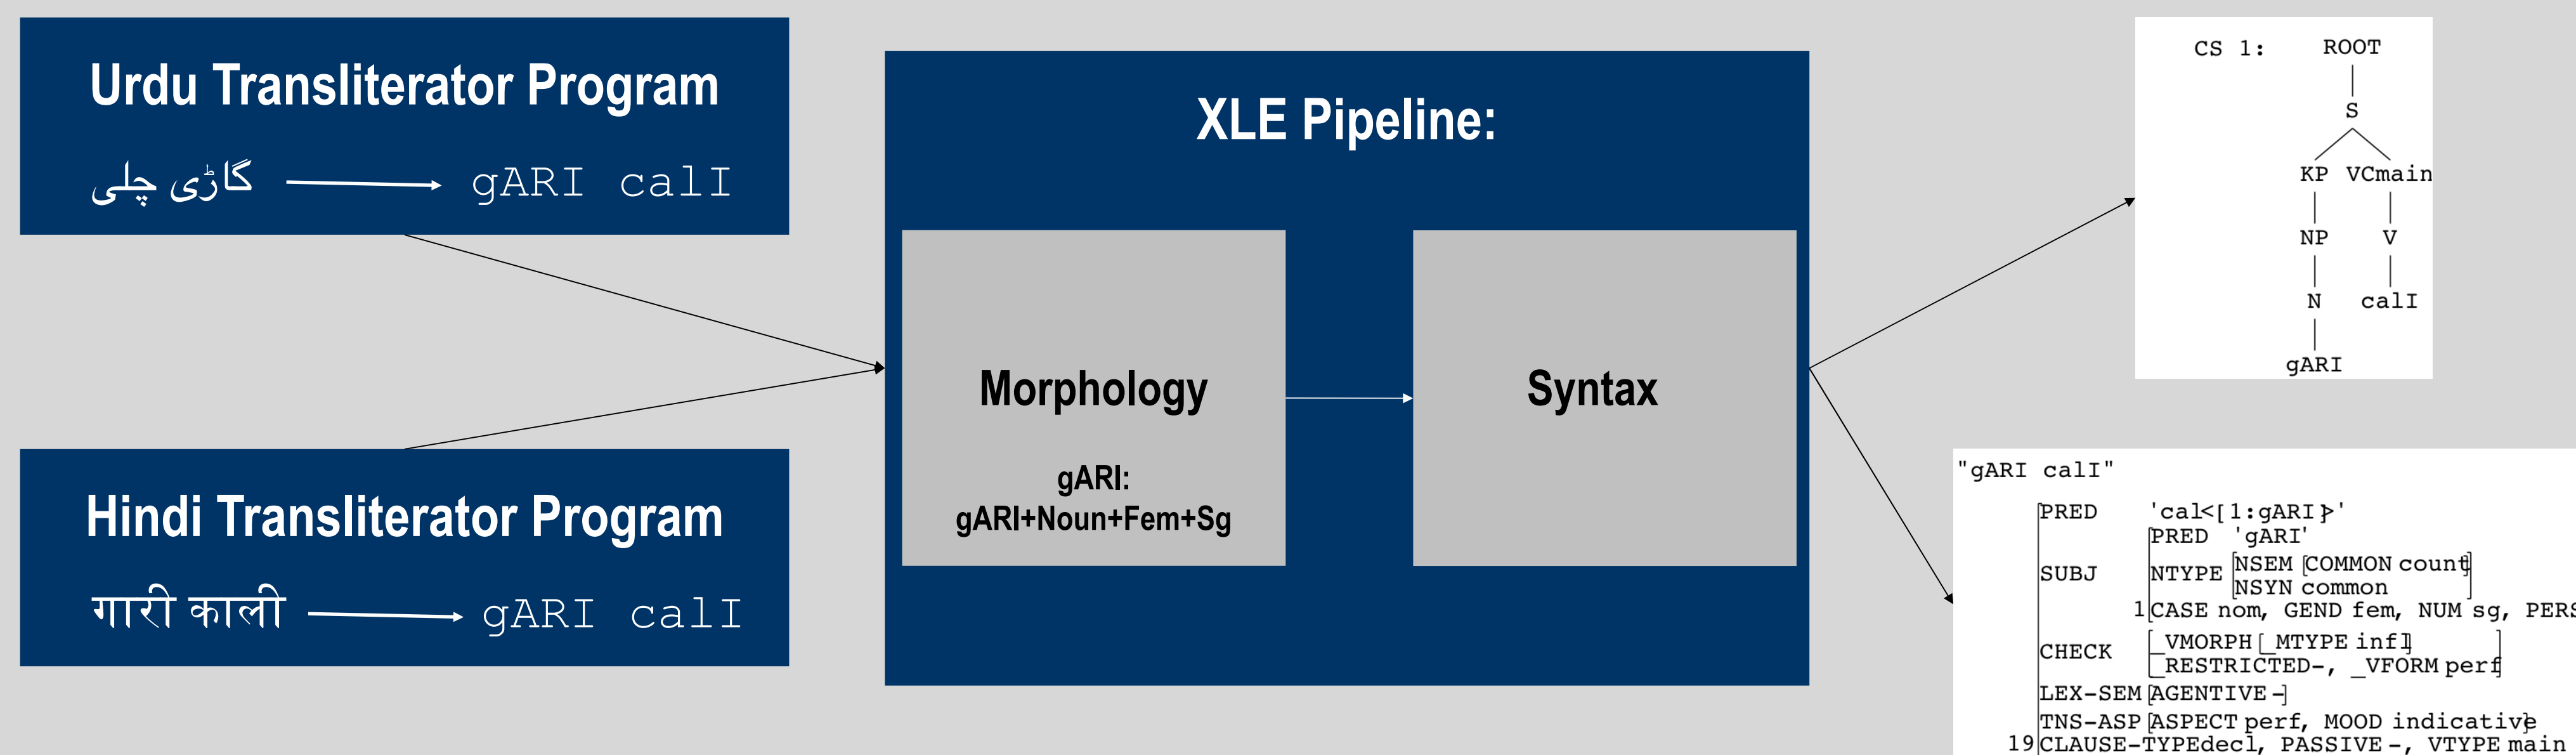 Urdu Transliterator Program
گاڑی چلی gARI calI
Hindi Transliterator Program
गारी काली gARI calI
XLE Pipeline:
Morphology
gARI:
gARI+Noun+Fem+Sg
Syntax
CS 1: ROOT
S
KP VCmain
NP V
N calI
gARI
"gARI calI"
PRED 'cal<[1:gARI]>'
PRED 'gARI'
SUBJ NTYPE NSEM [COMMON count]
NSYN common
1 CASE nom, GEND fem, NUM sg, PERS
CHECK _VMORPH [_MTYPE infl]
_RESTRICTED-, _VFORM perf
LEX-SEM [AGENTIVE -]
TNS-ASP [ASPECT perf, MOOD indicative]
19 CLAUSE-TYPE decl, PASSIVE -, VTYPE main